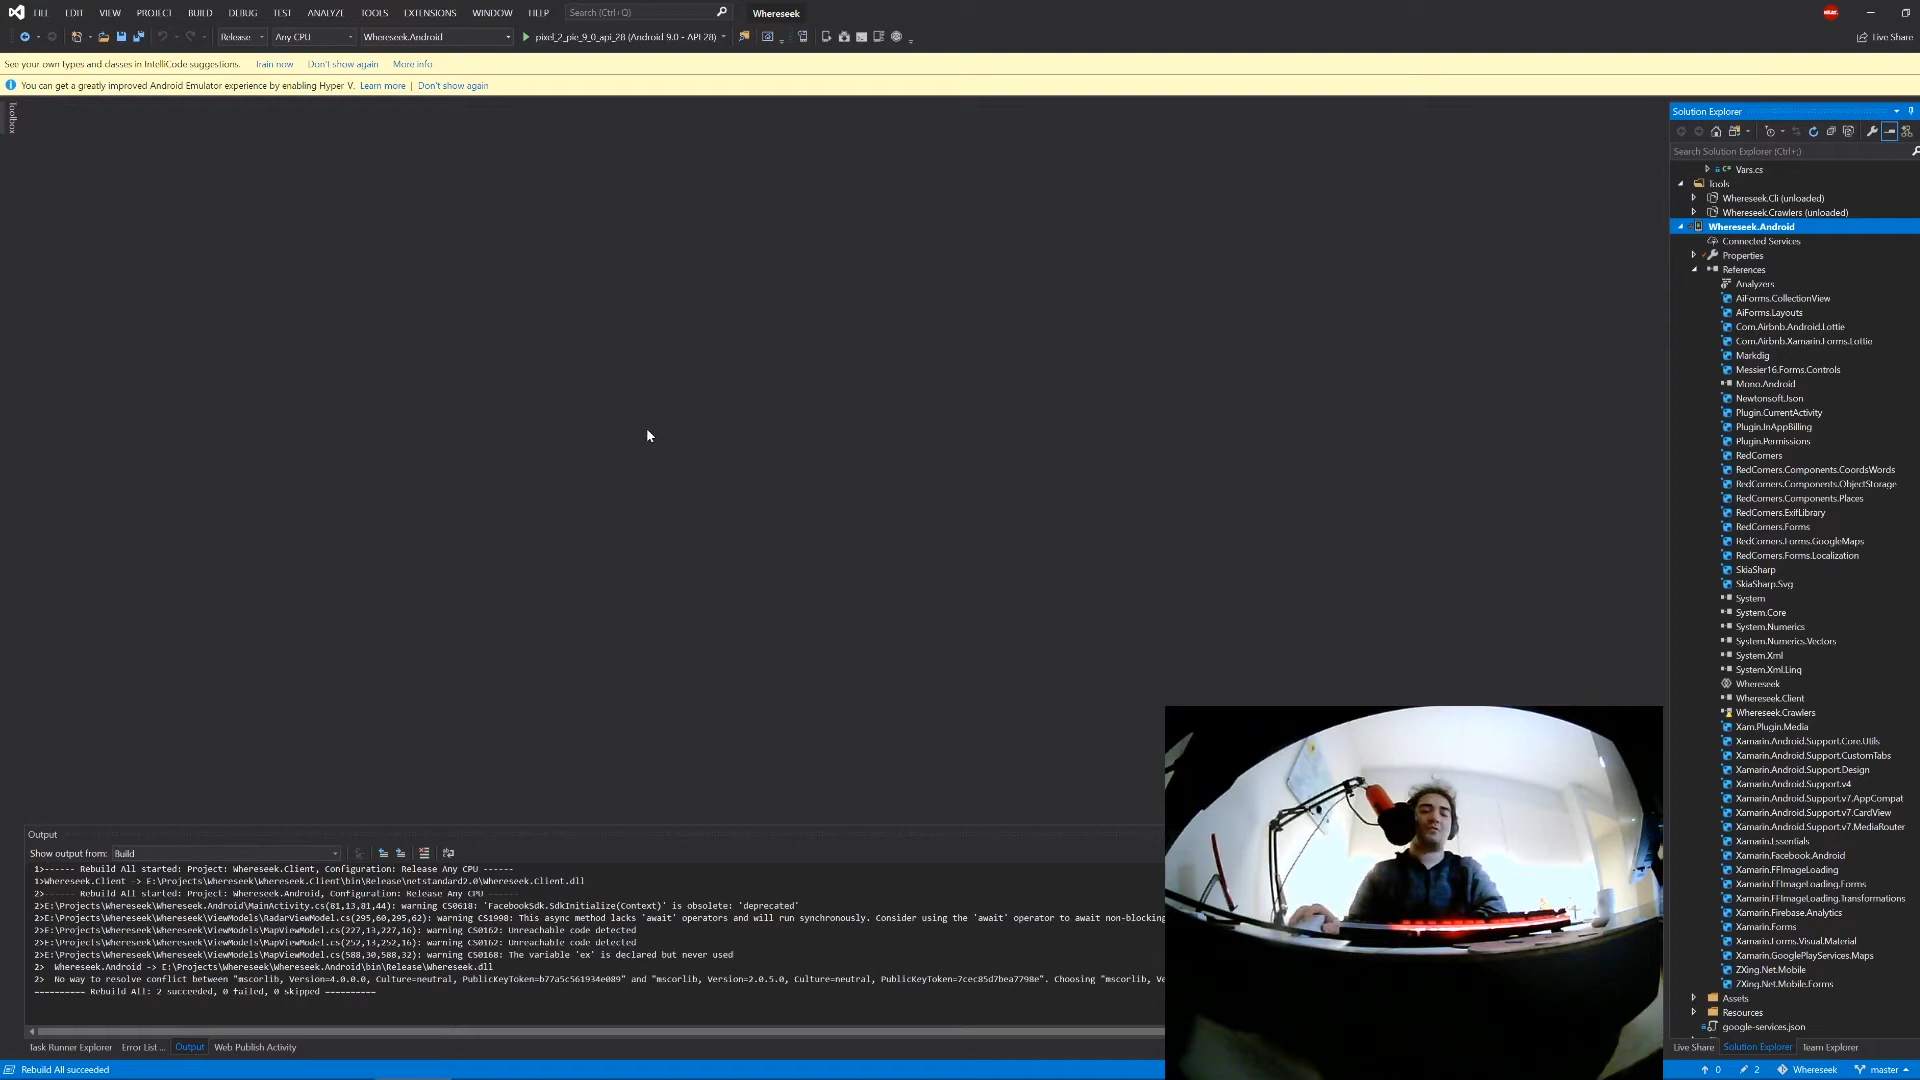 FILE EDIT VIEW PROJECT BUILD DEBUG TEST ANALYZE TOOLS EXTENSIONS WINDOW HELP Search (Ctrl+Q) Whereseek
Release Any CPU Whereseek.Android pixel_2_pie_9_0_api_28 (Android 9.0 - API 28) Live Share
See your own types and classes in IntelliCode suggestions. Train now Don't show again More info
You can get a greatly improved Android Emulator experience by enabling Hyper V. Learn more | Don't show again
Toolbox
Solution Explorer
Search Solution Explorer (Ctrl+;)
C# Vars.cs
Tools
Whereseek.Cli (unloaded)
Whereseek.Crawlers (unloaded)
Whereseek.Android
Connected Services
Properties
References
Analyzers
AiForms.CollectionView
AiForms.Layouts
Com.Airbnb.Android.Lottie
Com.Airbnb.Xamarin.Forms.Lottie
Markdig
Messier16.Forms.Controls
Mono.Android
Newtonsoft.Json
Plugin.CurrentActivity
Plugin.InAppBilling
Plugin.Permissions
RedCorners
RedCorners.Components.CoordsWords
RedCorners.Components.ObjectStorage
RedCorners.Components.Places
RedCorners.ExifLibrary
RedCorners.Forms
RedCorners.Forms.GoogleMaps
RedCorners.Forms.Localization
SkiaSharp
SkiaSharp.Svg
System
System.Core
System.Numerics
System.Numerics.Vectors
System.Xml
System.Xml.Linq
Whereseek
Whereseek.Client
Whereseek.Crawlers
Xam.Plugin.Media
Xamarin.Android.Support.Core.Utils
Xamarin.Android.Support.CustomTabs
Xamarin.Android.Support.Design
Xamarin.Android.Support.v4
Xamarin.Android.Support.v7.AppCompat
Xamarin.Android.Support.v7.CardView
Xamarin.Android.Support.v7.MediaRouter
Xamarin.Essentials
Xamarin.Facebook.Android
Xamarin.FFImageLoading
Xamarin.FFImageLoading.Forms
Xamarin.FFImageLoading.Transformations
Xamarin.Firebase.Analytics
Xamarin.Forms
Xamarin.Forms.Visual.Material
Xamarin.GooglePlayServices.Maps
ZXing.Net.Mobile
ZXing.Net.Mobile.Forms
Assets
Resources
google-services.json
Live Share Solution Explorer Team Explorer
Output
Show output from: Build
1>------ Rebuild All started: Project: Whereseek.Client, Configuration: Release Any CPU ------
1>Whereseek.Client -> E:\Projects\Whereseek\Whereseek.Client\bin\Release\netstandard2.0\Whereseek.Client.dll
2>------ Rebuild All started: Project: Whereseek.Android, Configuration: Release Any CPU ------
2>E:\Projects\Whereseek\Whereseek.Android\MainActivity.cs(81,13,81,44): warning CS0618: 'FacebookSdk.SdkInitialize(Context)' is obsolete: 'deprecated'
2>E:\Projects\Whereseek\Whereseek\ViewModels\RadarViewModel.cs(295,60,295,62): warning CS1998: This async method lacks 'await' operators and will run synchronously. Consider using the 'await' operator to await non-blocking
2>E:\Projects\Whereseek\Whereseek\ViewModels\MapViewModel.cs(227,13,227,16): warning CS0162: Unreachable code detected
2>E:\Projects\Whereseek\Whereseek\ViewModels\MapViewModel.cs(252,13,252,16): warning CS0162: Unreachable code detected
2>E:\Projects\Whereseek\Whereseek\ViewModels\MapViewModel.cs(588,30,588,32): warning CS0168: The variable 'ex' is declared but never used
2> Whereseek.Android -> E:\Projects\Whereseek\Whereseek.Android\bin\Release\Whereseek.dll
2> No way to resolve conflict between "mscorlib, Version=4.0.0.0, Culture=neutral, PublicKeyToken=b77a5c561934e089" and "mscorlib, Version=2.0.5.0, Culture=neutral, PublicKeyToken=7cec85d7bea7798e". Choosing "mscorlib, Ve
========== Rebuild All: 2 succeeded, 0 failed, 0 skipped ==========
Task Runner Explorer Error List ... Output Web Publish Activity
Rebuild All succeeded 0 2 Whereseek master